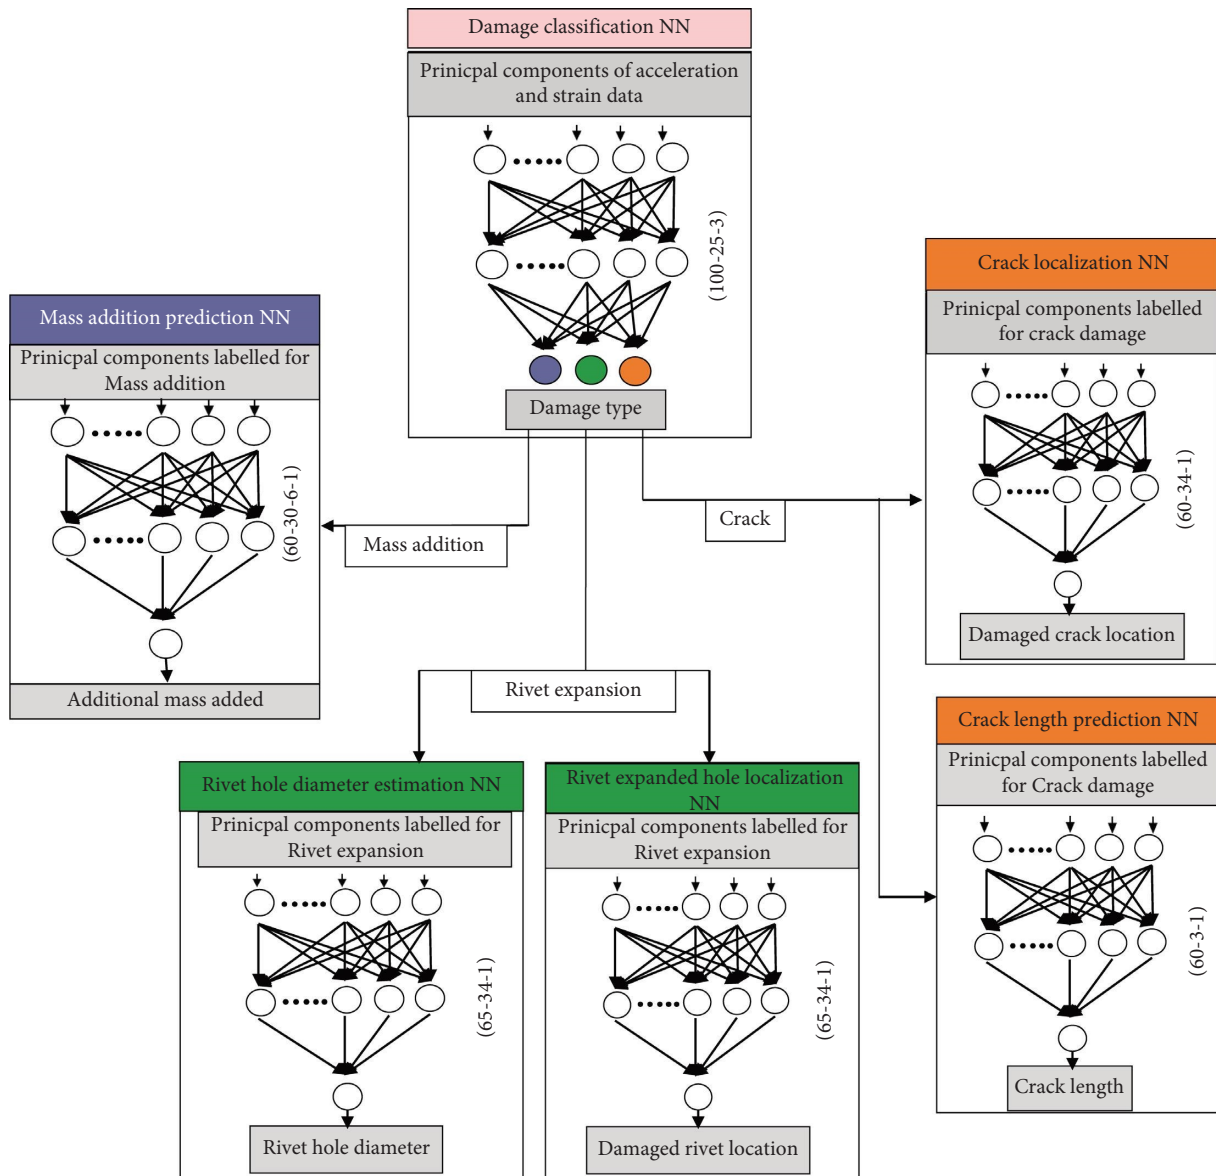 Damage classification NN
Prinicpal components of acceleration
and strain data
(100-25-3)
Damage type
Mass addition prediction NN
Prinicpal components labelled for
Mass addition
(60-30-6-1)
Additional mass added
Mass addition
Crack
Rivet expansion
Crack localization NN
Prinicpal components labelled
for crack damage
(60-34-1)
Damaged crack location
Crack length prediction NN
Prinicpal components labelled
for Crack damage
(60-3-1)
Crack length
Rivet hole diameter estimation NN
Prinicpal components labelled for
Rivet expansion
(65-34-1)
Rivet hole diameter
Rivet expanded hole localization
NN
Prinicpal components labelled for
Rivet expansion
(65-34-1)
Damaged rivet location